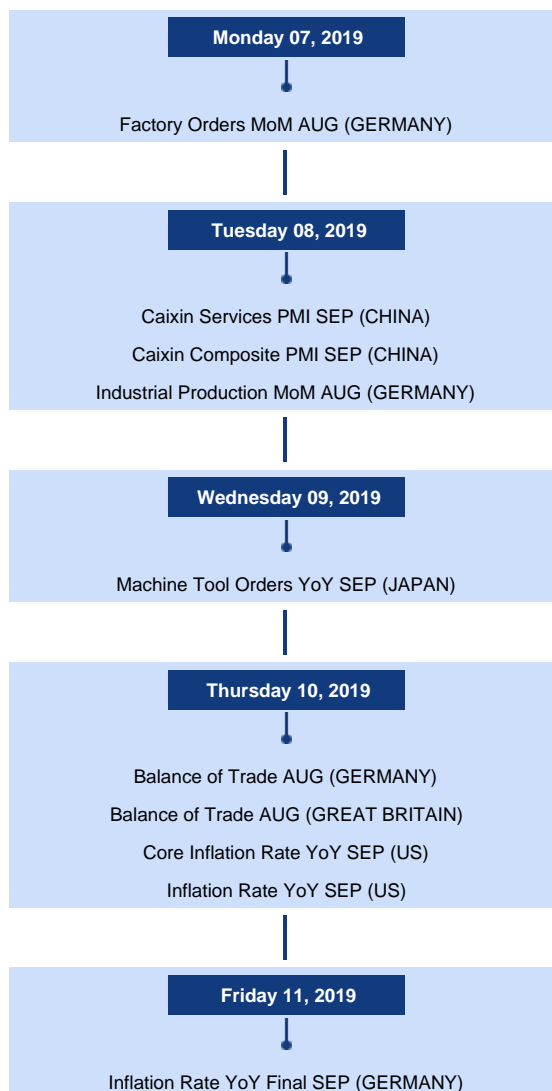 Monday 07, 2019
Factory Orders MoM AUG (GERMANY)
Tuesday 08, 2019
Caixin Services PMI SEP (CHINA)
Caixin Composite PMI SEP (CHINA)
Industrial Production MoM AUG (GERMANY)
Wednesday 09, 2019
Machine Tool Orders YoY SEP (JAPAN)
Thursday 10, 2019
Balance of Trade AUG (GERMANY)
Balance of Trade AUG (GREAT BRITAIN)
Core Inflation Rate YoY SEP (US)
Inflation Rate YoY SEP (US)
Friday 11, 2019
Inflation Rate YoY Final SEP (GERMANY)